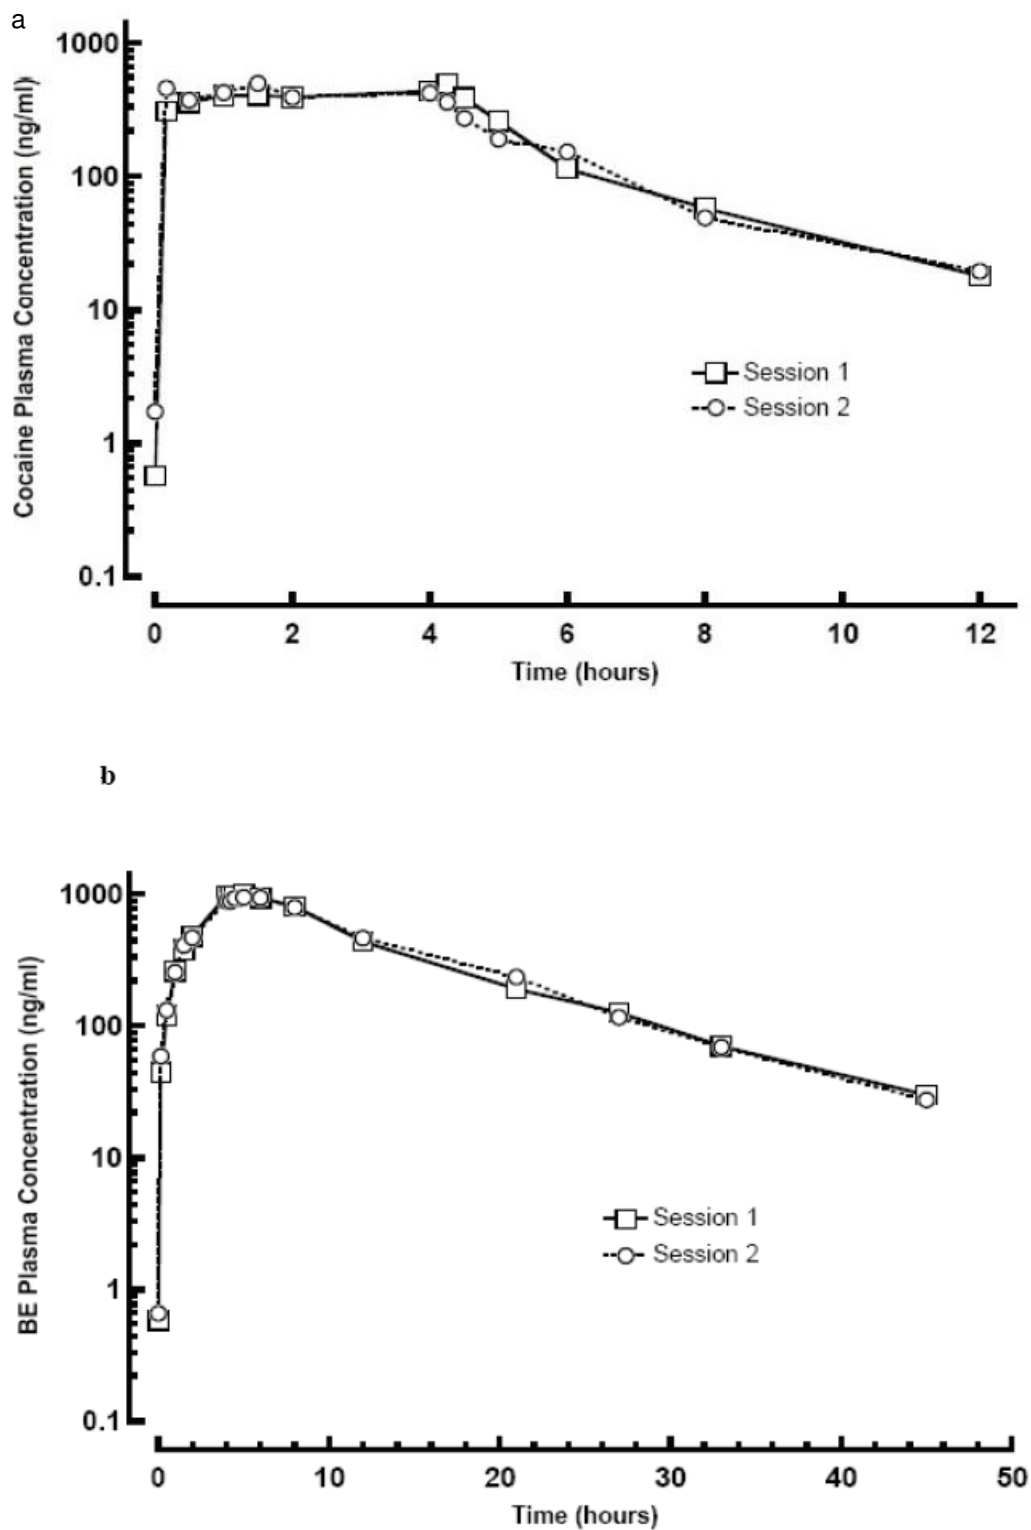 a
Cocaine Plasma Concentration (ng/ml)
1000
100
10
1
0.1
Session 1
Session 2
0 2 4 6 8 10 12
Time (hours)
b
BE Plasma Concentration (ng/ml)
1000
100
10
1
0.1
Session 1
Session 2
0 10 20 30 40 50
Time (hours)